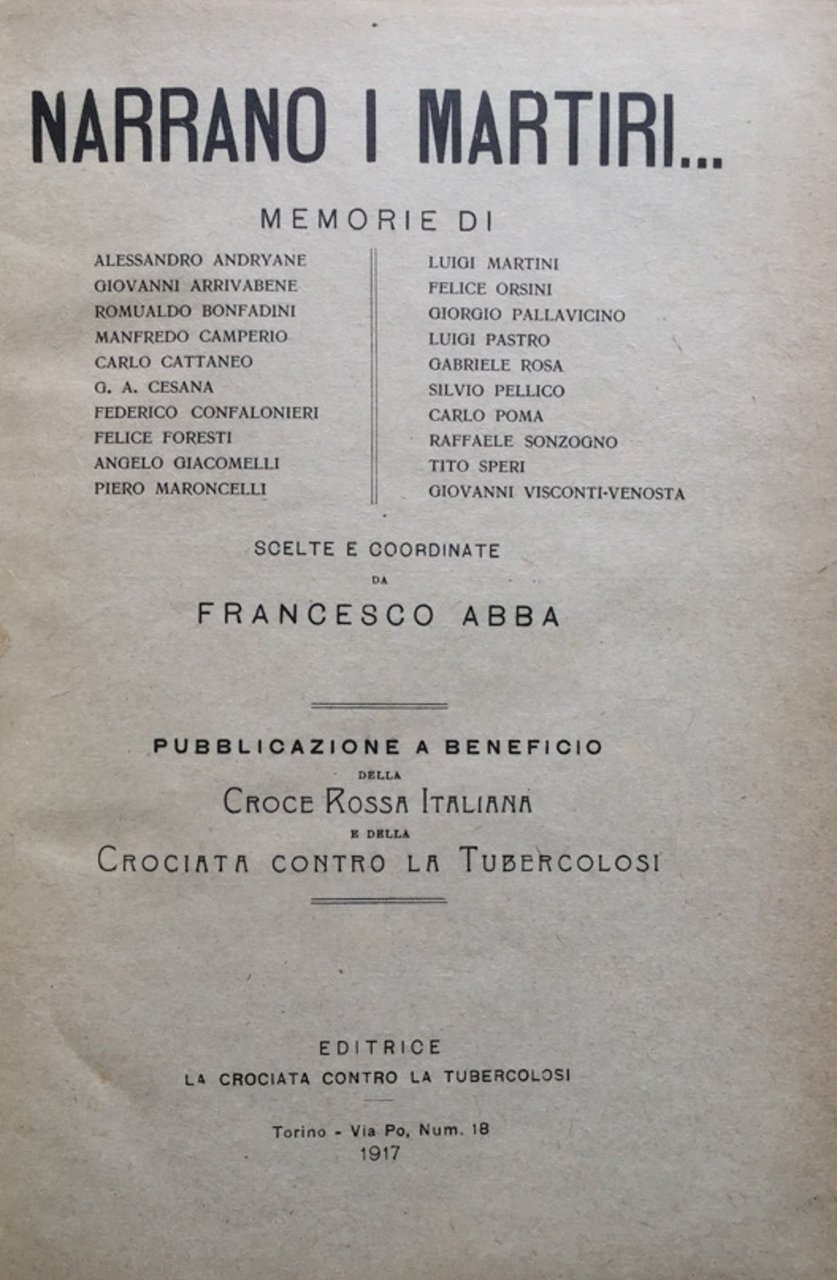 NARRANO I MARTIRI...
MEMORIE DI
ALESSANDRO ANDRYANE
GIOVANNI ARRIVABENE
ROMUALDO BONFADINI
MANFREDO CAMPERIO
CARLO CATTANEO
G. A. CESANA
FEDERICO CONFALONIERI
FELICE FORESTI
ANGELO GIACOMELLI
PIERO MARONCELLI
LUIGI MARTINI
FELICE ORSINI
GIORGIO PALLAVICINO
LUIGI PASTRO
GABRIELE ROSA
SILVIO PELLICO
CARLO POMA
RAFFAELE SONZOGNO
TITO SPERI
GIOVANNI VISCONTI-VENOSTA
SCELTE E COORDINATE
DA
FRANCESCO ABBA
PUBBLICAZIONE A BENEFICIO
DELLA
CROCE ROSSA ITALIANA
E DELLA
CROCIATA CONTRO LA TUBERCOLOSI
EDITRICE
LA CROCIATA CONTRO LA TUBERCOLOSI
Torino - Via Po, Num. 18
1917